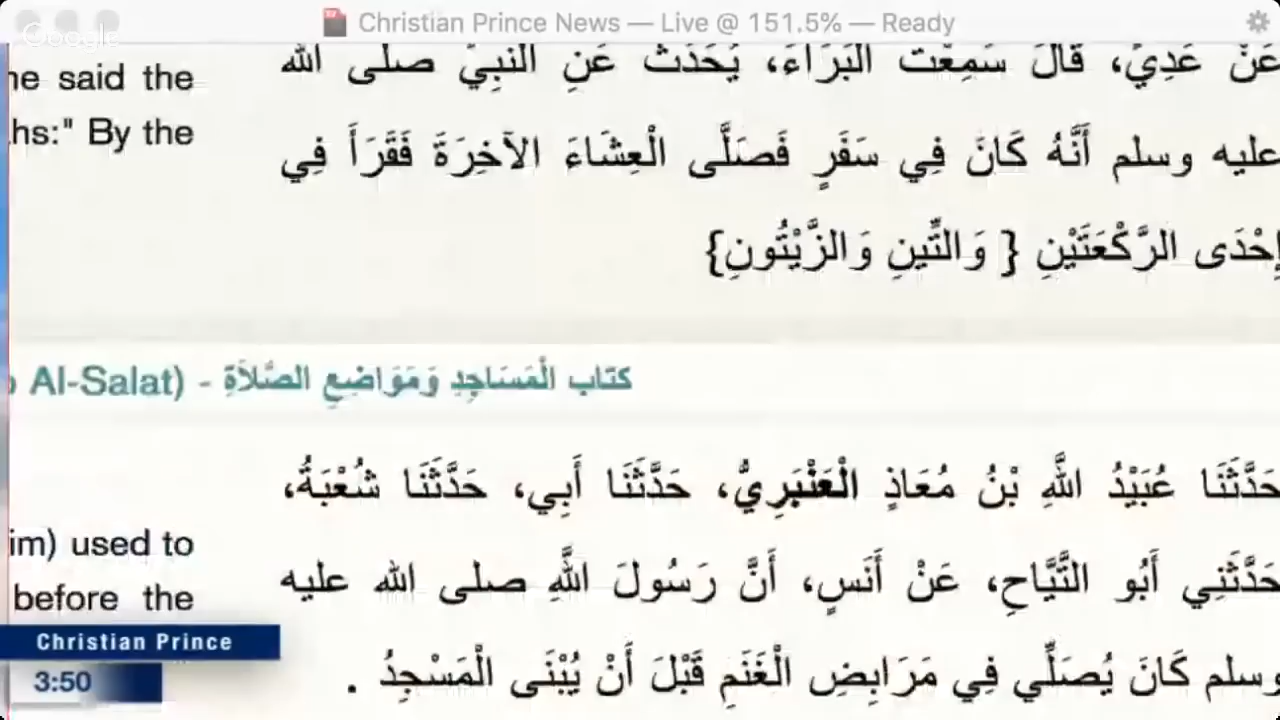 Google
Christian Prince News — Live @ 151.5% — Ready
he said the
عَنْ عَدِيٍّ، قَالَ سَمِعْتُ الْبَرَاءَ، يُحَدِّثُ عَنِ النَّبِيِّ صلى الله
hs:" By the
عليه وسلم أَنَّهُ كَانَ فِي سَفَرٍ فَصَلَّى الْعِشَاءَ الآخِرَةَ فَقَرَأَ فِي
إِحْدَى الرَّكْعَتَيْنِ { وَالتِّينِ وَالزَّيْتُونِ}
Al-Salat) - كتاب الْمَسَاجِدِ وَمَوَاضِعِ الصَّلاَةِ
حَدَّثَنَا عُبَيْدُ اللَّهِ بْنُ مُعَاذٍ الْعَنْبَرِيُّ، حَدَّثَنَا أَبِي، حَدَّثَنَا شُعْبَةُ،
im) used to
حَدَّثَنِي أَبُو التَّيَّاحِ، عَنْ أَنَسٍ، أَنَّ رَسُولَ اللَّهِ صلى الله عليه
before the
وسلم كَانَ يُصَلِّي فِي مَرَابِضِ الْغَنَمِ قَبْلَ أَنْ يُبْنَى الْمَسْجِدُ .
Christian Prince
3:50